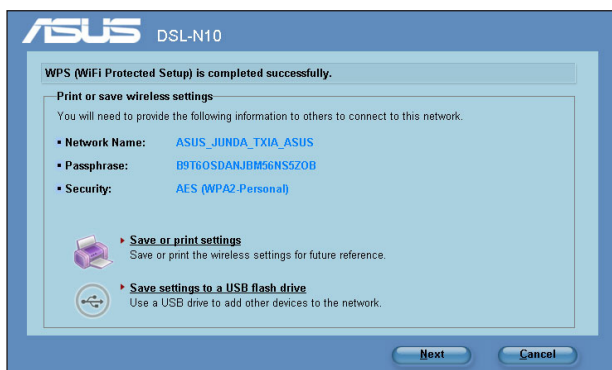 ASUS DSL-N10
WPS (WiFi Protected Setup) is completed successfully.
Print or save wireless settings
You will need to provide the following information to others to connect to this network.
Network Name: ASUS_JUNDA_TXIA_ASUS
Passphrase: B9T6OSDANJBM56NS5ZOB
Security: AES (WPA2-Personal)
Save or print settings
Save or print the wireless settings for future reference.
Save settings to a USB flash drive
Use a USB drive to add other devices to the network.
Next Cancel